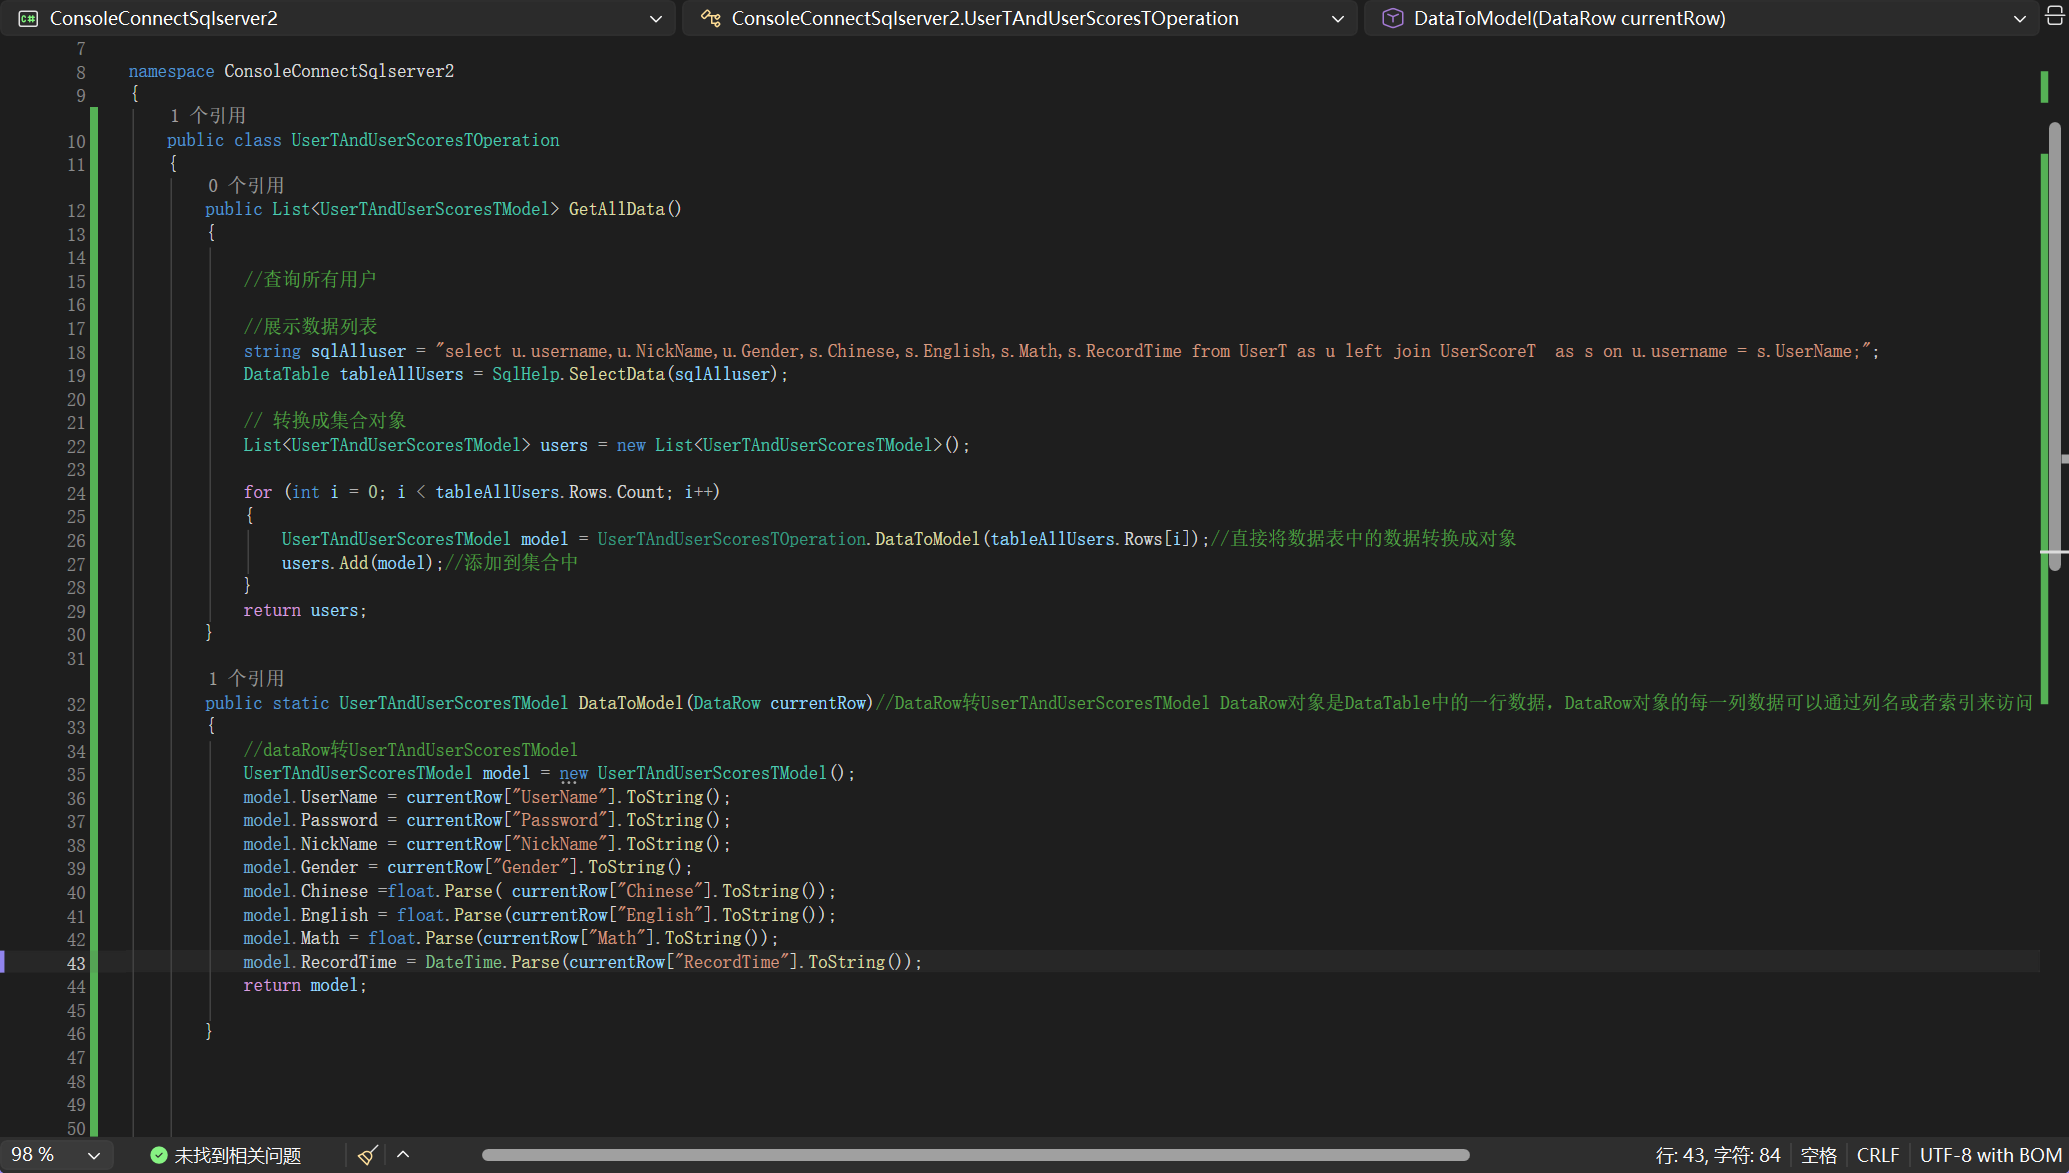 ConsoleConnectSqlserver2
ConsoleConnectSqlserver2.UserTAndUserScoresTOperation
DataToModel(DataRow currentRow)
7
8 namespace ConsoleConnectSqlserver2
9 {
1 个引用
10 public class UserTAndUserScoresTOperation
11 {
0 个引用
12 public List<UserTAndUserScoresTModel> GetAllData()
13 {
14
15 //查询所有用户
16
17 //展示数据列表
18 string sqlAlluser = "select u.username,u.NickName,u.Gender,s.Chinese,s.English,s.Math,s.RecordTime from UserT as u left join UserScoreT  as s on u.username = s.UserName;";
19 DataTable tableAllUsers = SqlHelp.SelectData(sqlAlluser);
20
21 // 转换成集合对象
22 List<UserTAndUserScoresTModel> users = new List<UserTAndUserScoresTModel>();
23
24 for (int i = 0; i < tableAllUsers.Rows.Count; i++)
25 {
26 UserTAndUserScoresTModel model = UserTAndUserScoresTOperation.DataToModel(tableAllUsers.Rows[i]);//直接将数据表中的数据转换成对象
27 users.Add(model);//添加到集合中
28 }
29 return users;
30 }
31
1 个引用
32 public static UserTAndUserScoresTModel DataToModel(DataRow currentRow)//DataRow转UserTAndUserScoresTModel DataRow对象是DataTable中的一行数据，DataRow对象的每一列数据可以通过列名或者索引来访问
33 {
34 //dataRow转UserTAndUserScoresTModel
35 UserTAndUserScoresTModel model = new UserTAndUserScoresTModel();
36 model.UserName = currentRow["UserName"].ToString();
37 model.Password = currentRow["Password"].ToString();
38 model.NickName = currentRow["NickName"].ToString();
39 model.Gender = currentRow["Gender"].ToString();
40 model.Chinese =float.Parse( currentRow["Chinese"].ToString());
41 model.English = float.Parse(currentRow["English"].ToString());
42 model.Math = float.Parse(currentRow["Math"].ToString());
43 model.RecordTime = DateTime.Parse(currentRow["RecordTime"].ToString());
44 return model;
45
46 }
47
48
49
50
98 % 未找到相关问题 行: 43, 字符: 84 空格 CRLF UTF-8 with BOM